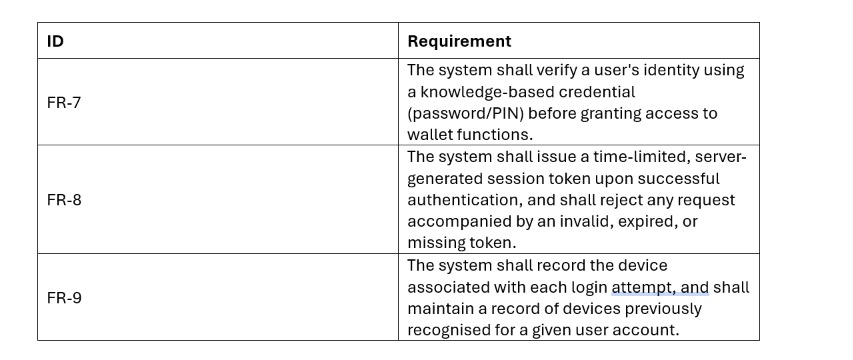 ID
Requirement
FR-7
The system shall verify a user's identity using
a knowledge-based credential
(password/PIN) before granting access to
wallet functions.
FR-8
The system shall issue a time-limited, server-
generated session token upon successful
authentication, and shall reject any request
accompanied by an invalid, expired, or
missing token.
FR-9
The system shall record the device
associated with each login attempt, and shall
maintain a record of devices previously
recognised for a given user account.